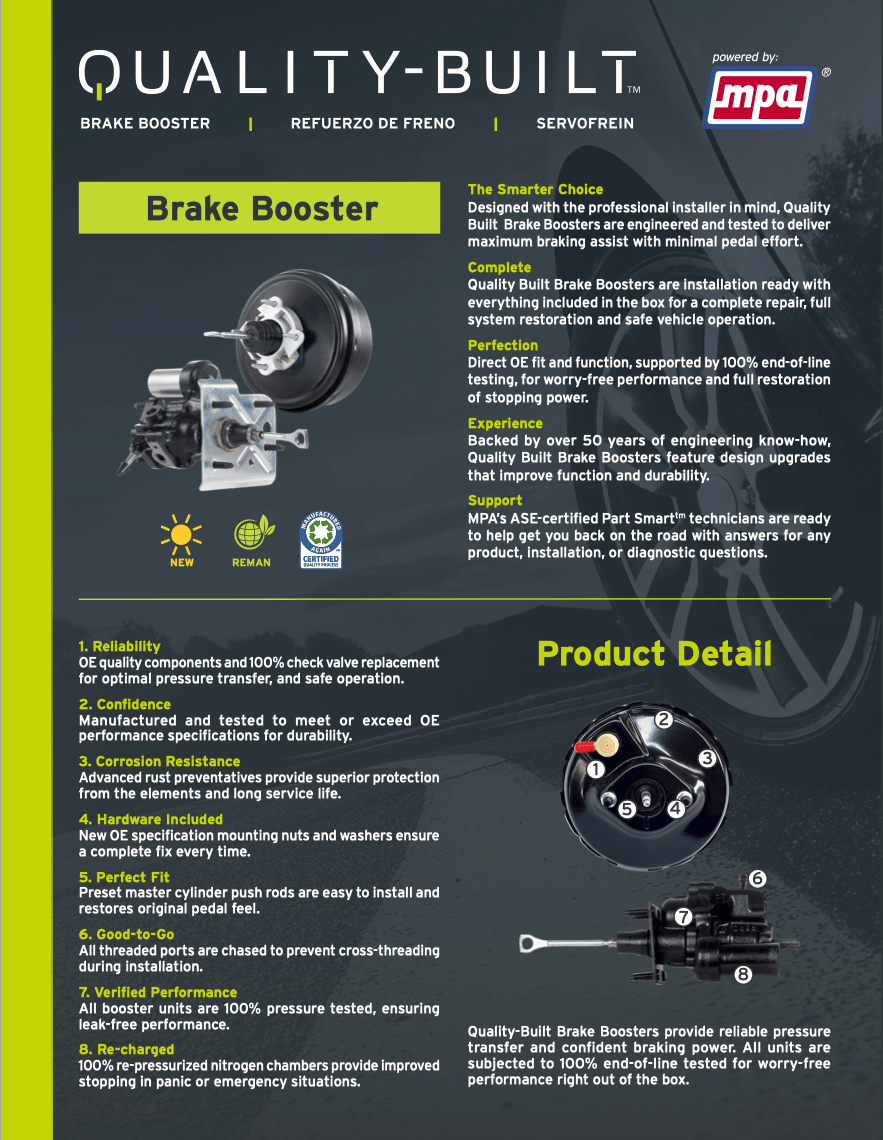 QUALITY-BUILT™
powered by:
mpa®
BRAKE BOOSTER | REFUERZO DE FRENO | SERVOFREIN
Brake Booster
NEW
REMAN
MANUFACTURED
AGAIN™
CERTIFIED
QUALITY PROCESS
The Smarter Choice
Designed with the professional installer in mind, Quality
Built Brake Boosters are engineered and tested to deliver
maximum braking assist with minimal pedal effort.
Complete
Quality Built Brake Boosters are installation ready with
everything included in the box for a complete repair, full
system restoration and safe vehicle operation.
Perfection
Direct OE fit and function, supported by 100% end-of-line
testing, for worry-free performance and full restoration
of stopping power.
Experience
Backed by over 50 years of engineering know-how,
Quality Built Brake Boosters feature design upgrades
that improve function and durability.
Support
MPA's ASE-certified Part Smart™ technicians are ready
to help get you back on the road with answers for any
product, installation, or diagnostic questions.
1. Reliability
OE quality components and 100% check valve replacement
for optimal pressure transfer, and safe operation.
2. Confidence
Manufactured and tested to meet or exceed OE
performance specifications for durability.
3. Corrosion Resistance
Advanced rust preventatives provide superior protection
from the elements and long service life.
4. Hardware Included
New OE specification mounting nuts and washers ensure
a complete fix every time.
5. Perfect Fit
Preset master cylinder push rods are easy to install and
restores original pedal feel.
6. Good-to-Go
All threaded ports are chased to prevent cross-threading
during installation.
7. Verified Performance
All booster units are 100% pressure tested, ensuring
leak-free performance.
8. Re-charged
100% re-pressurized nitrogen chambers provide improved
stopping in panic or emergency situations.
Product Detail
2
3
1
5
4
6
7
8
Quality-Built Brake Boosters provide reliable pressure
transfer and confident braking power. All units are
subjected to 100% end-of-line tested for worry-free
performance right out of the box.